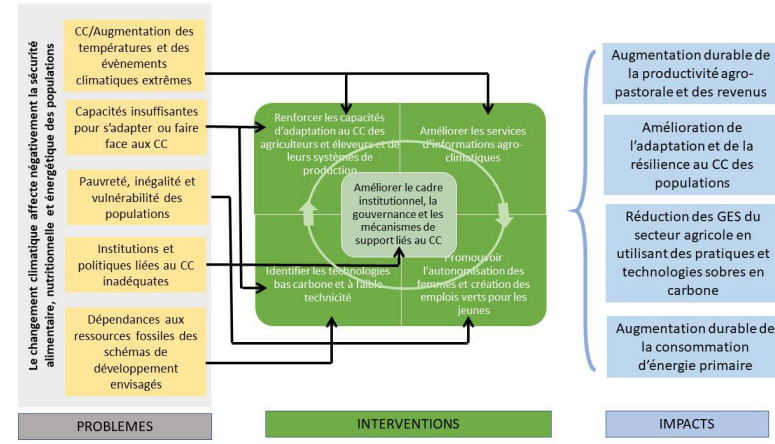 Le changement climatique affecte négativement la sécurité
alimentaire, nutritionnelle et énergétique des populations
CC/Augmentation des
températures et des
évènements
climatiques extrêmes
Capacités insuffisantes
pour s'adapter ou faire
face aux CC
Pauvreté, inégalité et
vulnérabilité des
populations
Institutions et
politiques liées au CC
inadéquates
Dépendances aux
ressources fossiles des
schémas de
développement
envisagés
PROBLEMES
Renforcer les capacités
d'adaptation au CC des
agriculteurs et éleveurs et de
leurs systèmes de
production
Améliorer les services
d'informations agro-
climatiques
Améliorer le cadre
institutionnel, la
gouvernance et les
mécanismes de
support liés au CC
Identifier les technologies
bas carbone et à faible
technicité
Promouvoir
l'autonomisation des
femmes et création des
emplois verts pour les
jeunes
INTERVENTIONS
Augmentation durable de
la productivité agro-
pastorale et des revenus
Amélioration de
l'adaptation et de la
résilience au CC des
populations
Réduction des GES du
secteur agricole en
utilisant des pratiques et
technologies sobres en
carbone
Augmentation durable de
la consommation
d'énergie primaire
IMPACTS